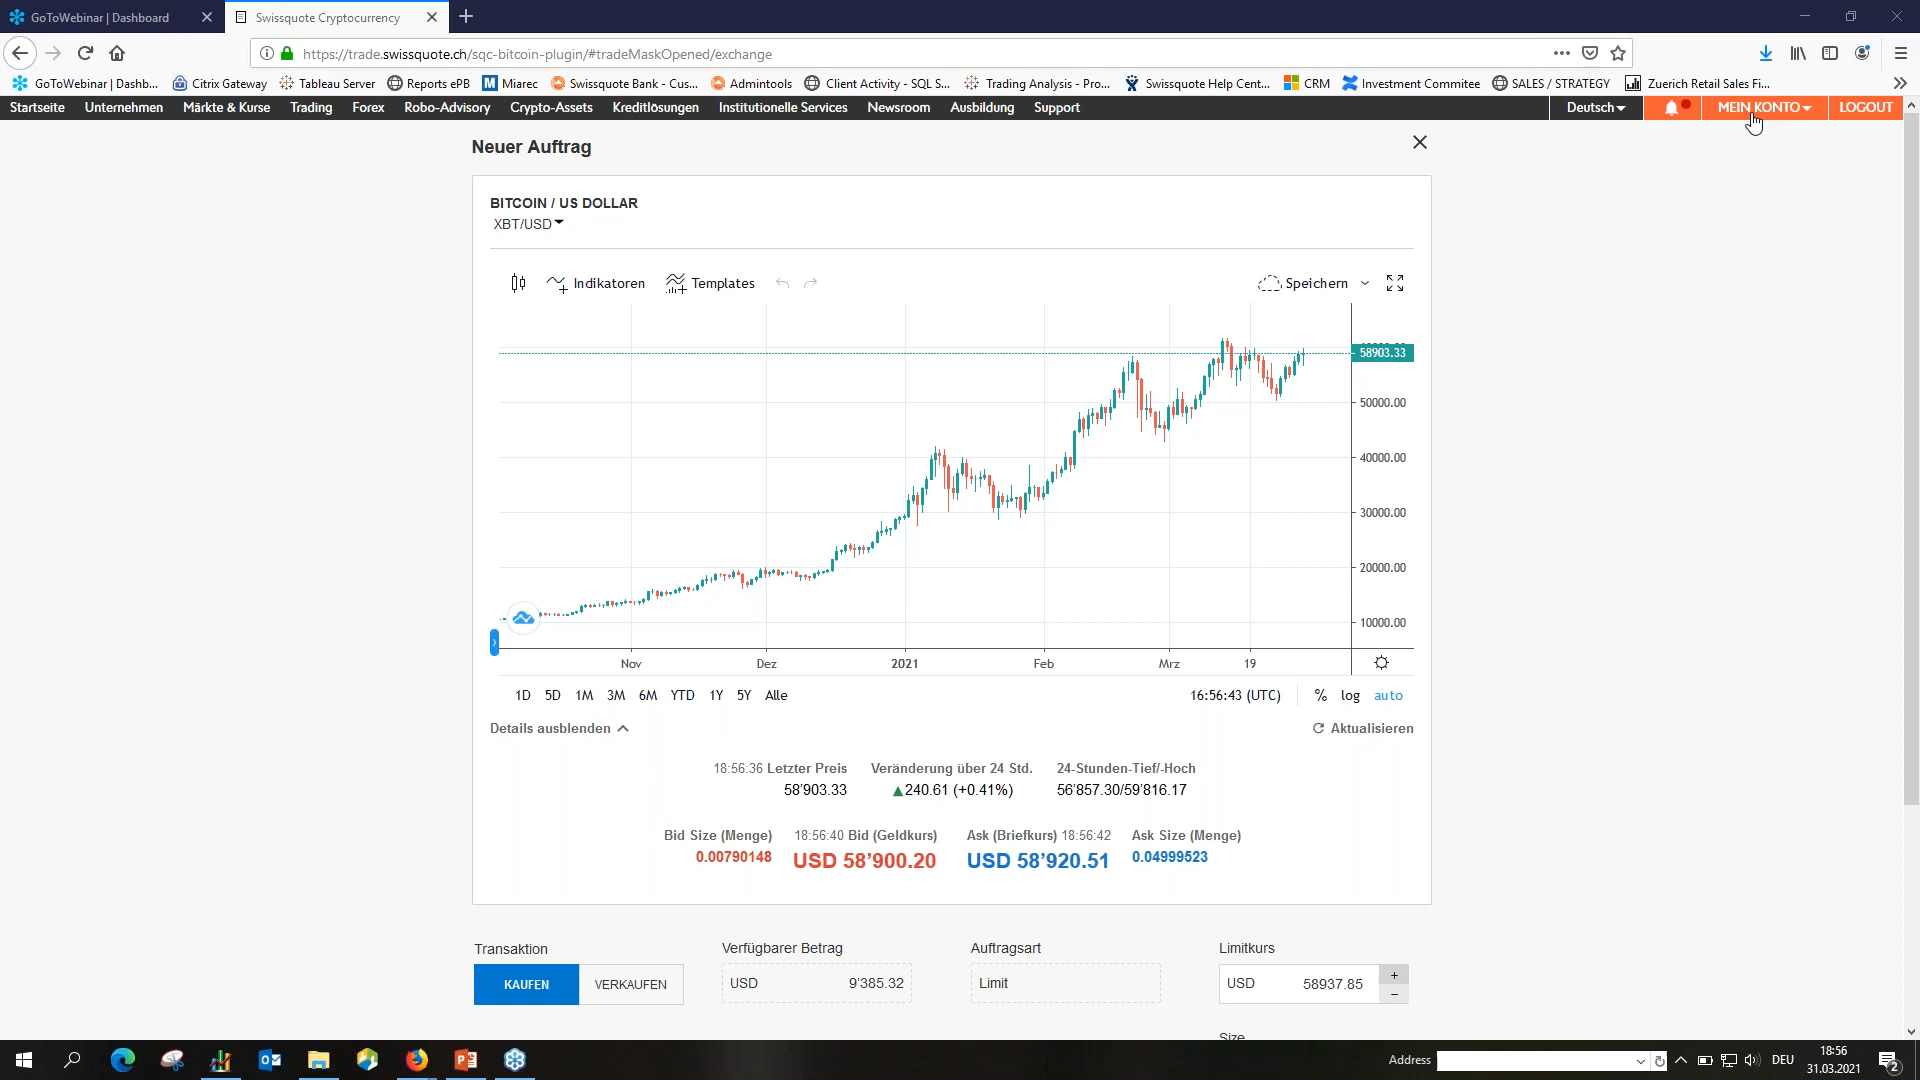 GoToWebinar | Dashboard
Swissquote Cryptocurrency
https://trade.swissquote.ch/sqc-bitcoin-plugin/#tradeMaskOpened/exchange
GoToWebinar | Dashb... Citrix Gateway Tableau Server Reports ePB M Miarec Swissquote Bank - Cus... Admintools Client Activity - SQL S... Trading Analysis - Pro... Swissquote Help Cent... CRM Investment Commitee SALES / STRATEGY Zuerich Retail Sales Fi...
Startseite Unternehmen Märkte & Kurse Trading Forex Robo-Advisory Crypto-Assets Kreditlösungen Institutionelle Services Newsroom Ausbildung Support Deutsch MEIN KONTO LOGOUT
Neuer Auftrag
BITCOIN / US DOLLAR
XBT/USD
Indikatoren Templates Speichern
58903.33
50000.00
40000.00
30000.00
20000.00
10000.00
Nov Dez 2021 Feb Mrz 19
1D 5D 1M 3M 6M YTD 1Y 5Y Alle 16:56:43 (UTC) % log auto
Details ausblenden Aktualisieren
18:56:36 Letzter Preis Veränderung über 24 Std. 24-Stunden-Tief/-Hoch
58'903.33 ▲240.61 (+0.41%) 56'857.30/59'816.17
Bid Size (Menge) 18:56:40 Bid (Geldkurs) Ask (Briefkurs) 18:56:42 Ask Size (Menge)
0.00790148 USD 58'900.20 USD 58'920.51 0.04999523
Transaktion Verfügbarer Betrag Auftragsart Limitkurs
KAUFEN VERKAUFEN USD 9'385.32 Limit USD 58937.85 + −
Size
Address DEU 18:56
31.03.2021 2